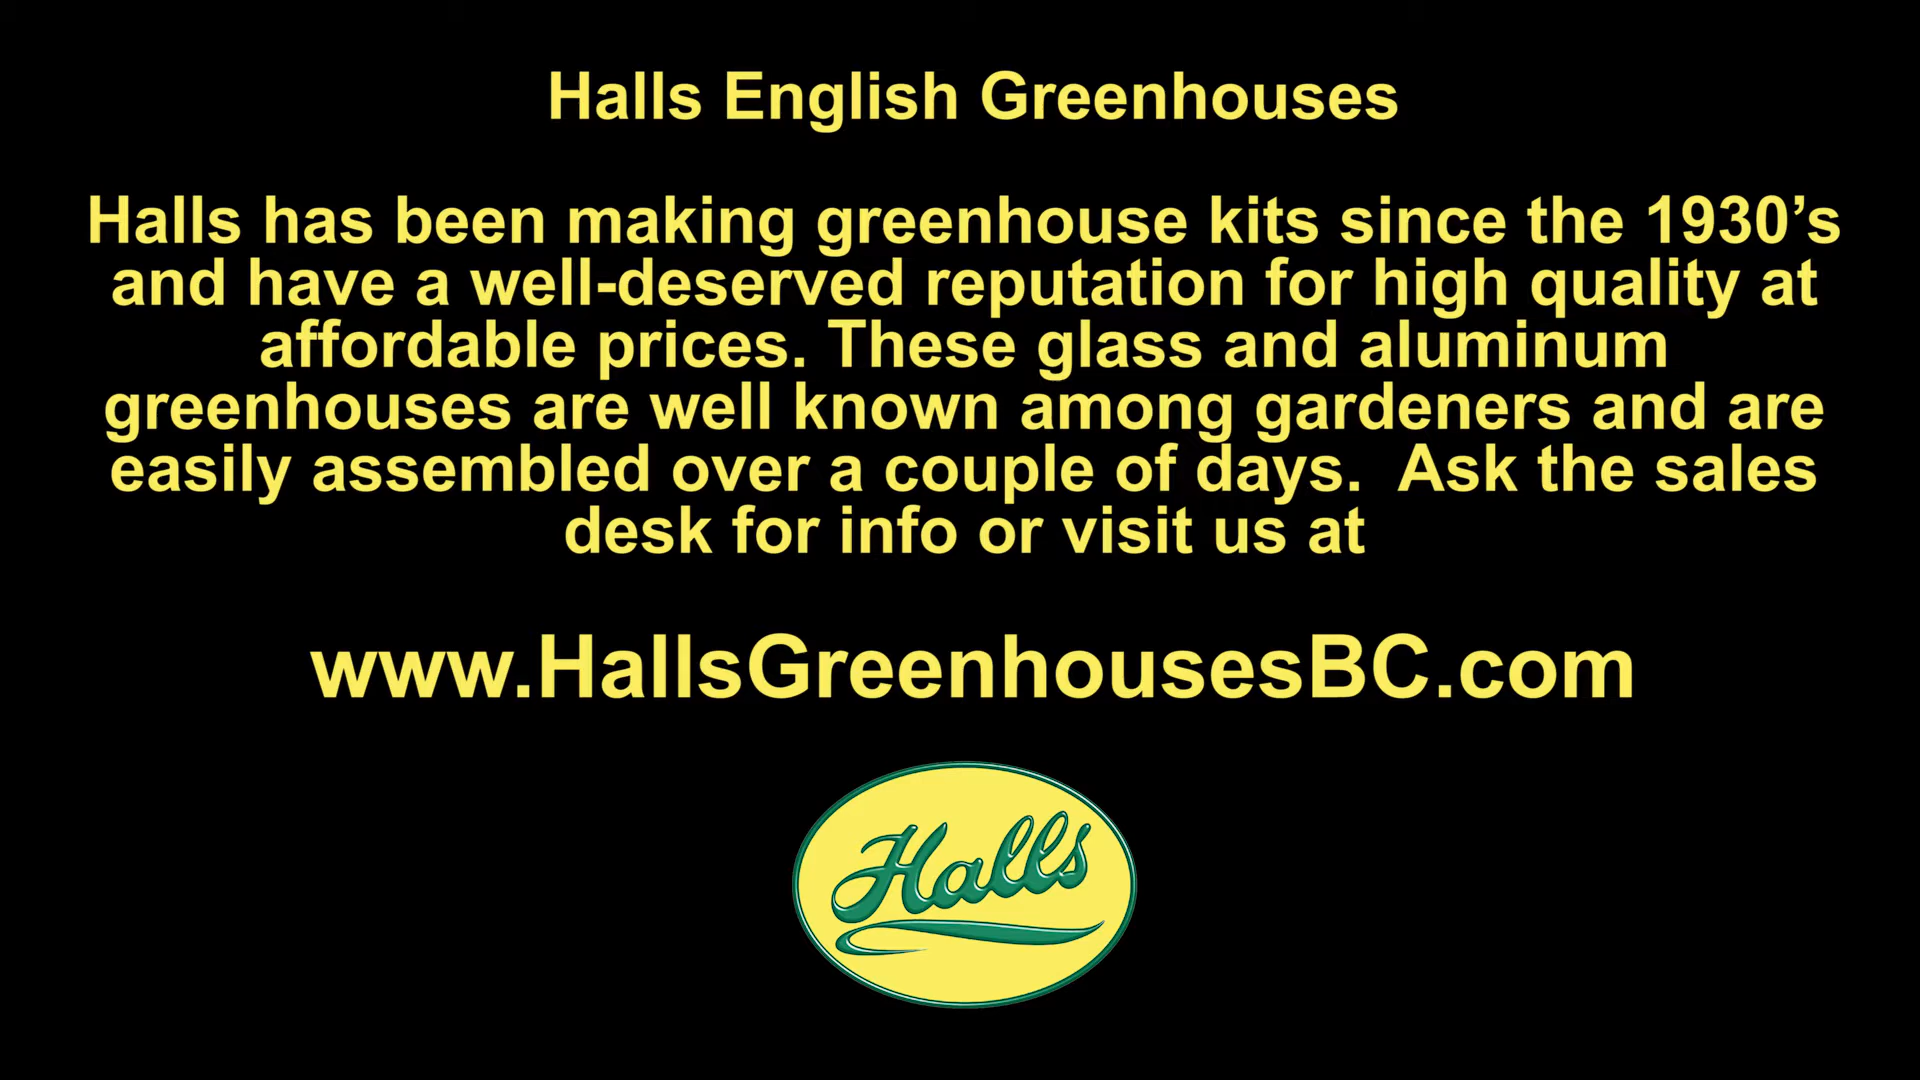 Halls English Greenhouses
Halls has been making greenhouse kits since the 1930’s
and have a well-deserved reputation for high quality at
affordable prices. These glass and aluminum
greenhouses are well known among gardeners and are
easily assembled over a couple of days.  Ask the sales
desk for info or visit us at
www.HallsGreenhousesBC.com
Halls